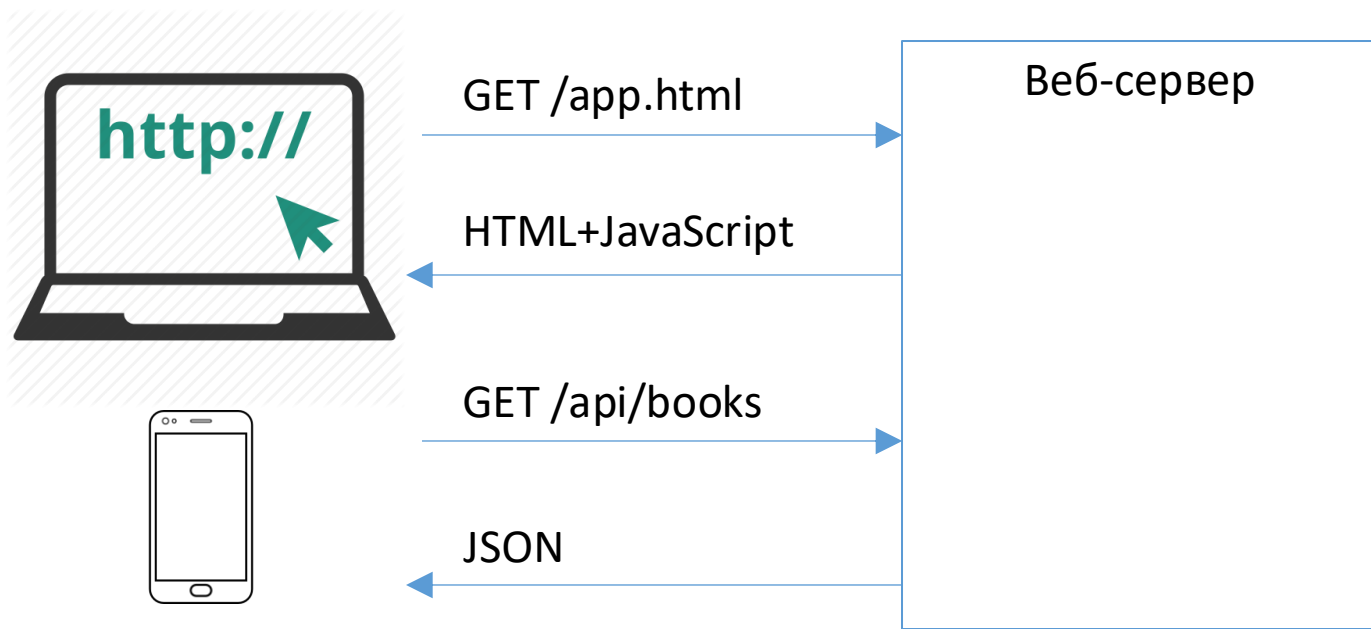 http://
GET /app.html
Веб-сервер
HTML+JavaScript
GET /api/books
JSON